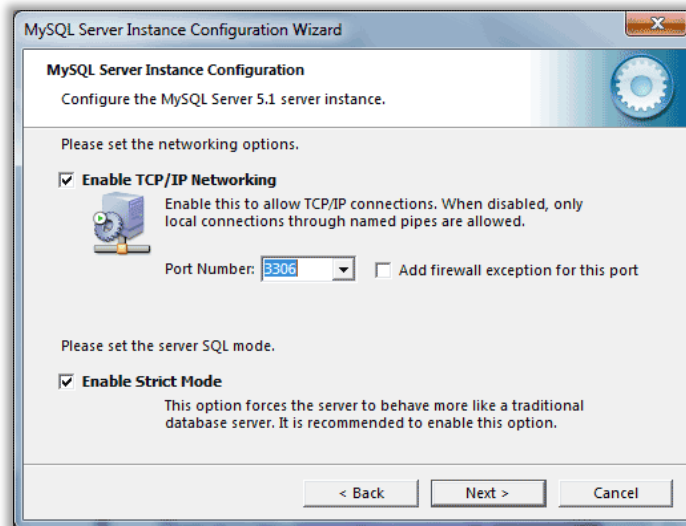 MySQL Server Instance Configuration Wizard
MySQL Server Instance Configuration
Configure the MySQL Server 5.1 server instance.
Please set the networking options.
Enable TCP/IP Networking
Enable this to allow TCP/IP connections. When disabled, only
local connections through named pipes are allowed.
Port Number: 3306 Add firewall exception for this port
Please set the server SQL mode.
Enable Strict Mode
This option forces the server to behave more like a traditional
database server. It is recommended to enable this option.
< Back Next > Cancel